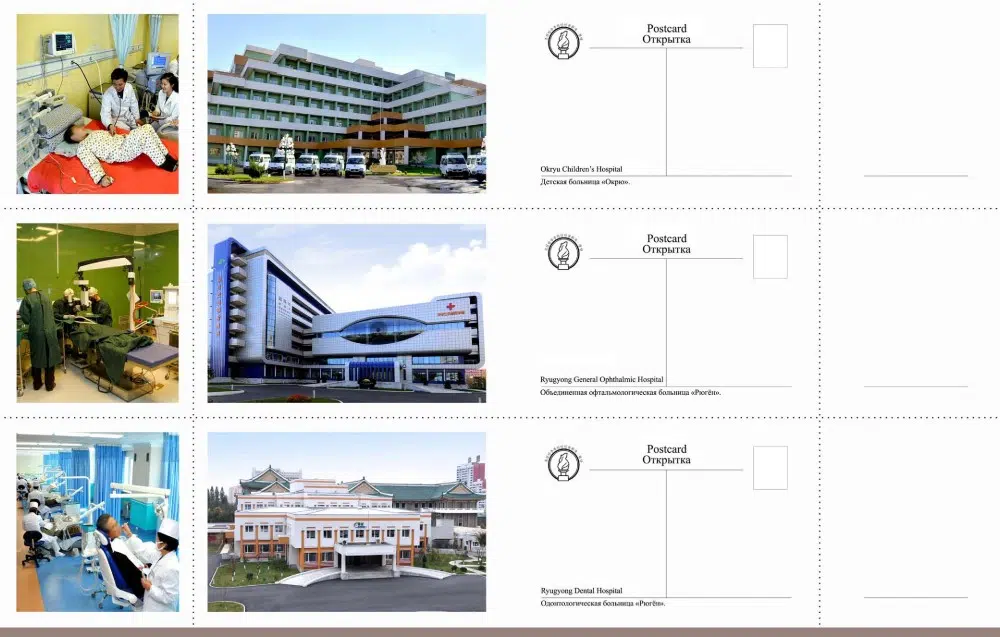 Postcard
Открытка
Okryu Children's Hospital
Детская больница «Окрю».
Postcard
Открытка
Ryugyong General Ophthalmic Hospital
Объединенная офтальмологическая больница «Рюгён».
Postcard
Открытка
Ryugyong Dental Hospital
Одонтологическая больница «Рюгён».